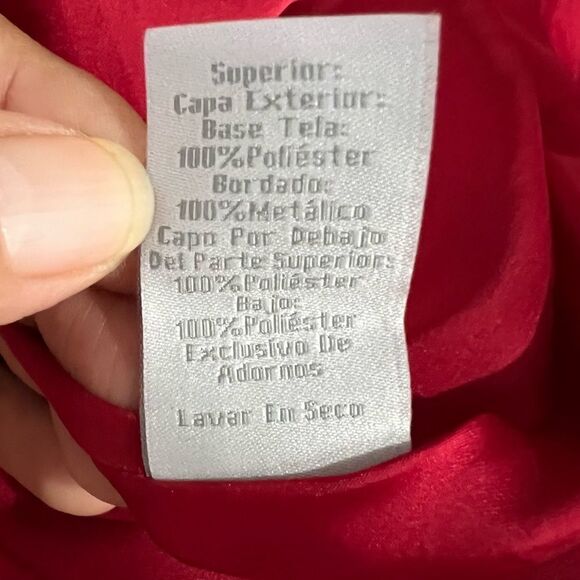 Superior:
Capa Exterior:
Base Tela:
100%Poliéster
Bordado:
100%Metálico
Capo Por Debajo
Del Parte Superior:
100%Poliéster
Bajo:
100%Poliéster
Exclusivo De
Adornos
Lavar En Seco